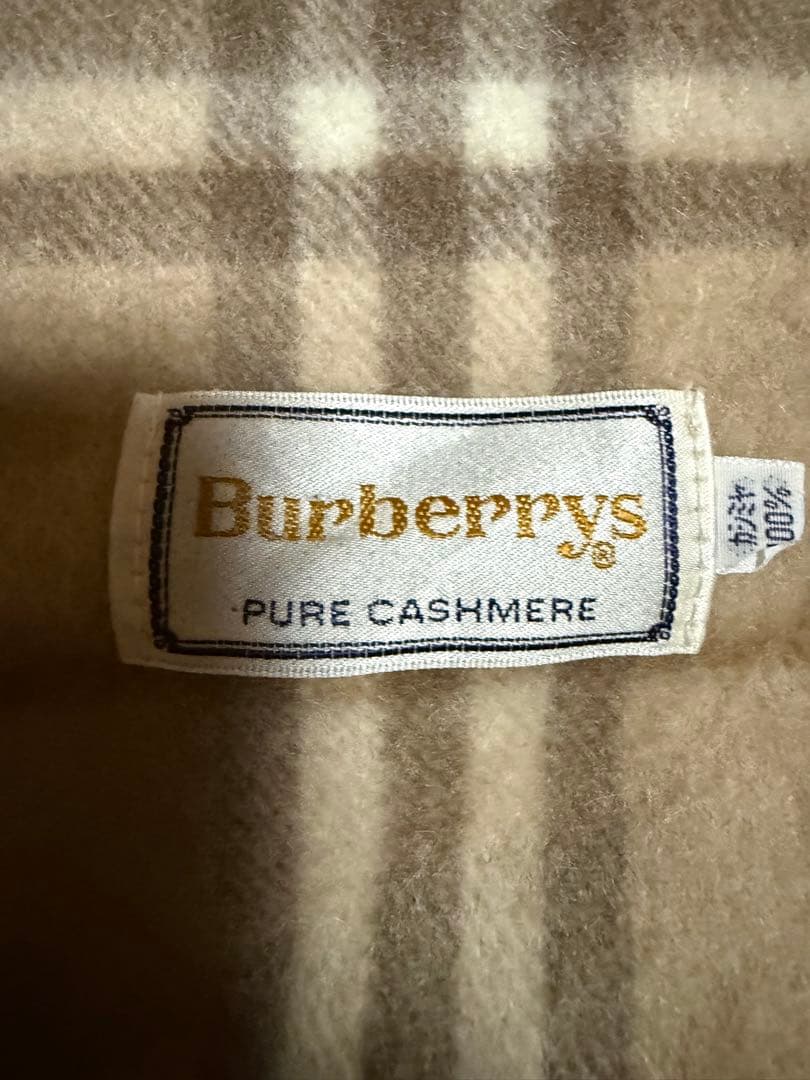 Burberrys®
PURE CASHMERE
カシミヤ
100%